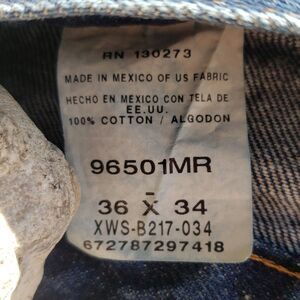 RN 130273
MADE IN MEXICO OF US FABRIC
HECHO EN MEXICO CON TELA DE
EE.UU.
100% COTTON / ALGODON
96501MR
-
36 X 34
XWS-B217-034
672787297418